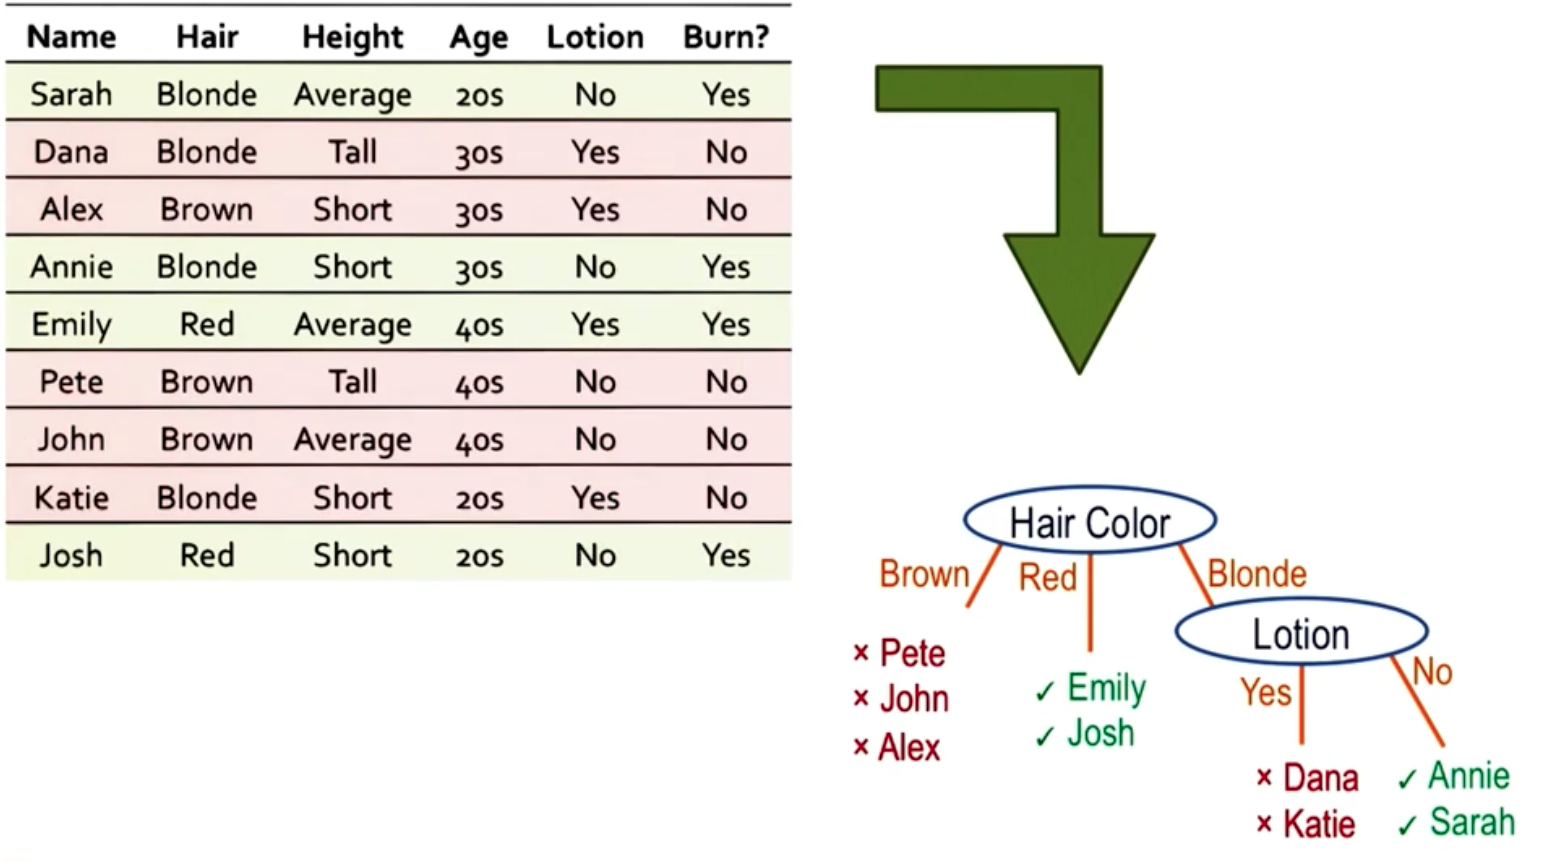 Name Hair Height Age Lotion Burn?
Sarah Blonde Average 20s No Yes
Dana Blonde Tall 30s Yes No
Alex Brown Short 30s Yes No
Annie Blonde Short 30s No Yes
Emily Red Average 40s Yes Yes
Pete Brown Tall 40s No No
John Brown Average 40s No No
Katie Blonde Short 20s Yes No
Josh Red Short 20s No Yes
Hair Color
Brown Red Blonde
Lotion
× Pete
× John
× Alex
✓ Emily
✓ Josh
Yes No
× Dana
× Katie
✓ Annie
✓ Sarah